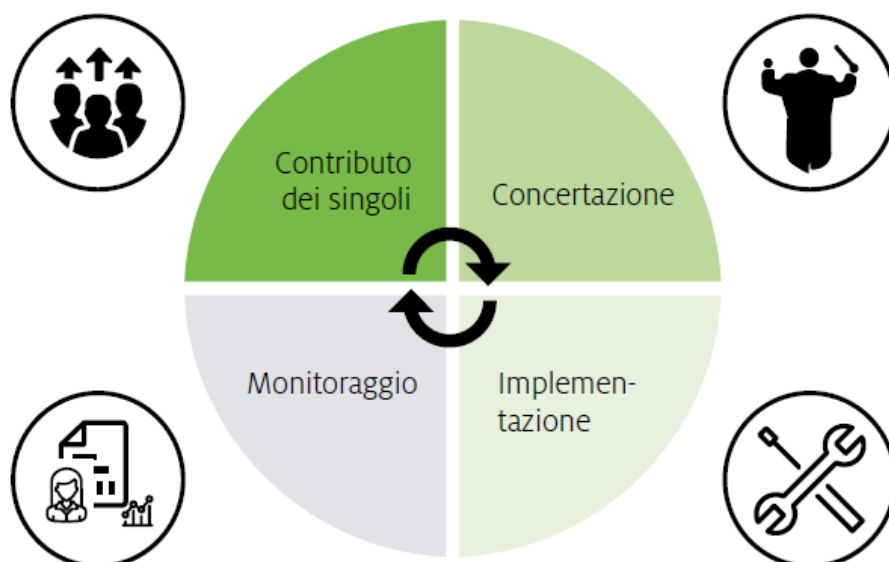 Contributo
dei singoli
Concertazione
Monitoraggio
Implemen-
tazione